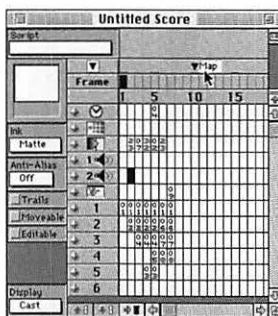 Untitled Score
Script
Map
Frame
1 5 10 15
Ink
Matte
Anti-Alias
Off
Trails
Moveable
Editable
1
2
1
2
3
4
5
6
Display
Cast